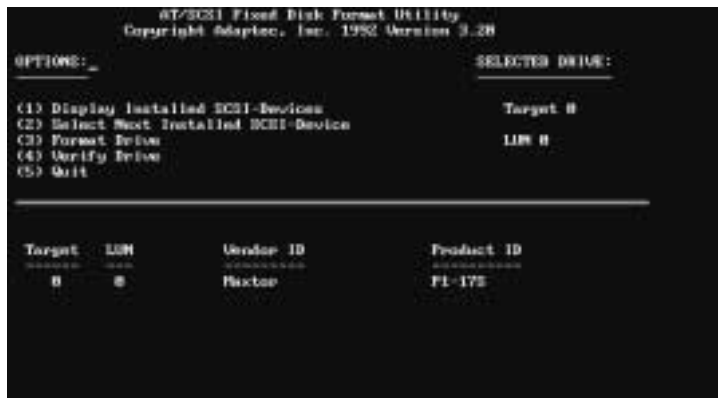 AT/SCSI Fixed Disk Format Utility
Copyright Adaptec, Inc. 1992 Version 3.20
OPTIONS:_
SELECTED DRIVE:
(1) Display Installed SCSI-Devices
Target 0
(2) Select Next Installed SCSI-Device
(3) Format Drive
LUN 0
(4) Verify Drive
(5) Quit
Target LUN Vendor ID Product ID
0 0 Maxtor P1-17S